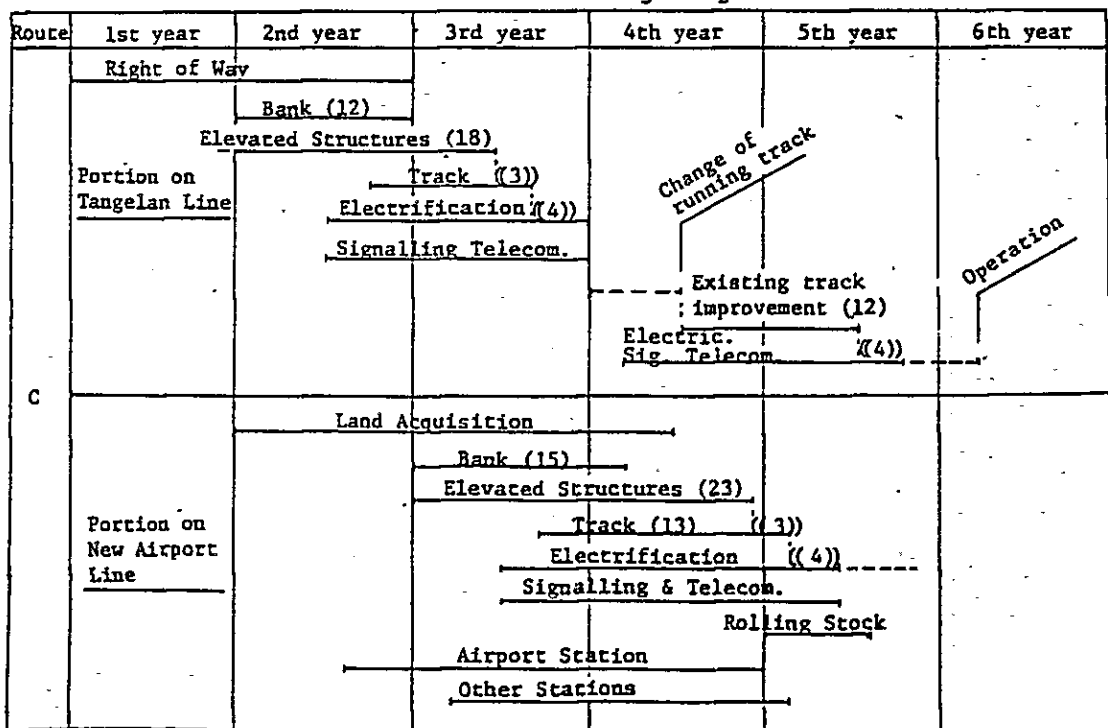 Route 1st year 2nd year 3rd year 4th year 5th year 6th year
Right of Way
Bank (12)
Elevated Structures (18)
Portion on
Tangelan Line
Track ((3))
Electrification ((4))
Signalling Telecom.
Change of
running track
Existing track
improvement (12)
Electric.
Sig. Telecom ((4))
Operation
C
Land Acquisition
Bank (15)
Elevated Structures (23)
Portion on
New Airport
Line
Track (13) ((3))
Electrification ((4))
Signalling & Telecom.
Rolling Stock
Airport Station
Other Stations